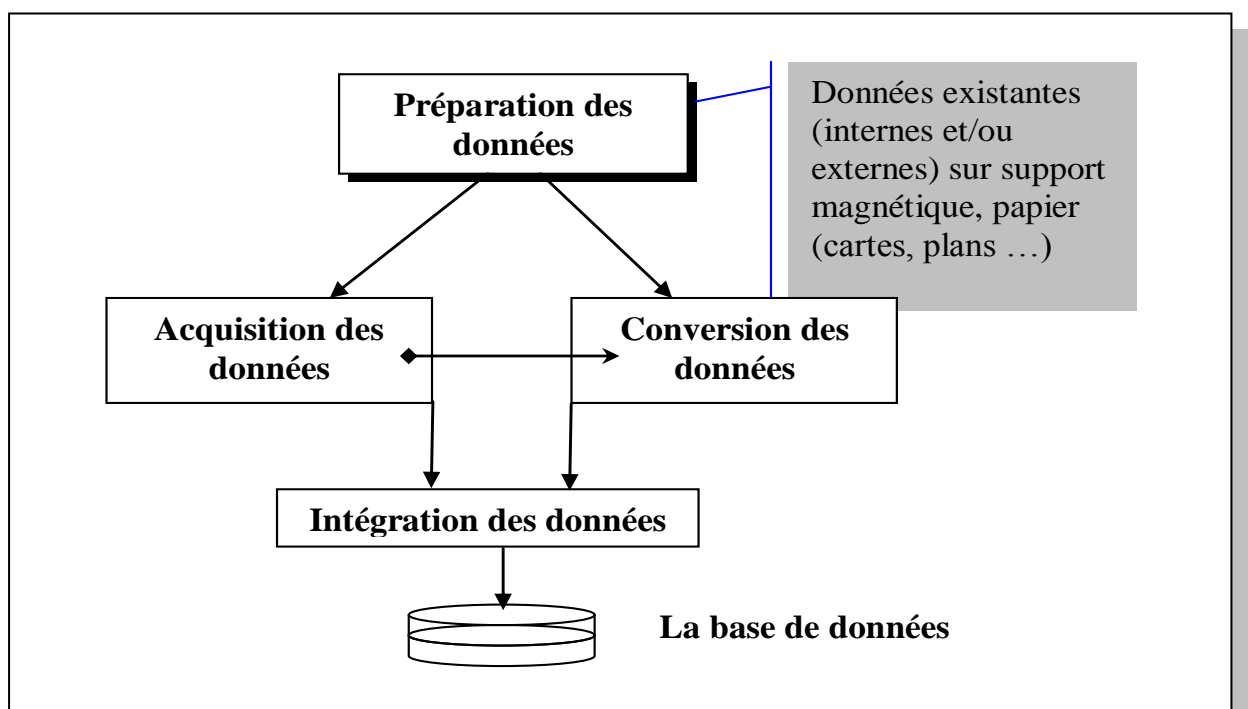 Préparation des
données
Données existantes
(internes et/ou
externes) sur support
magnétique, papier
(cartes, plans …)
Acquisition des
données
Conversion des
données
Intégration des données
La base de données